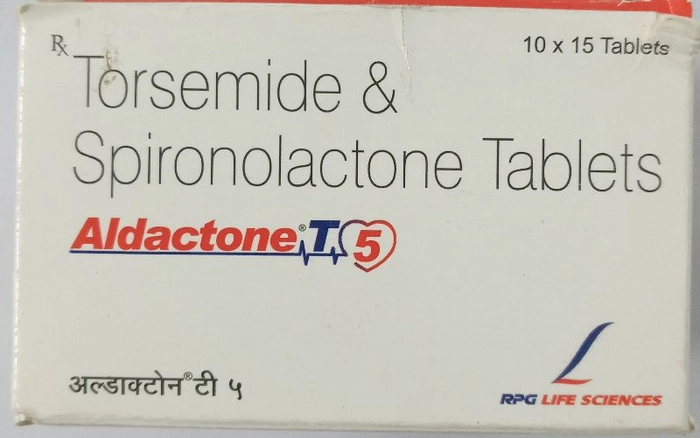 Rx
10 x 15 Tablets
Torsemide &
Spironolactone Tablets
Aldactone® T 5
अल्डाक्टोन® टी ५
RPG LIFE SCIENCES